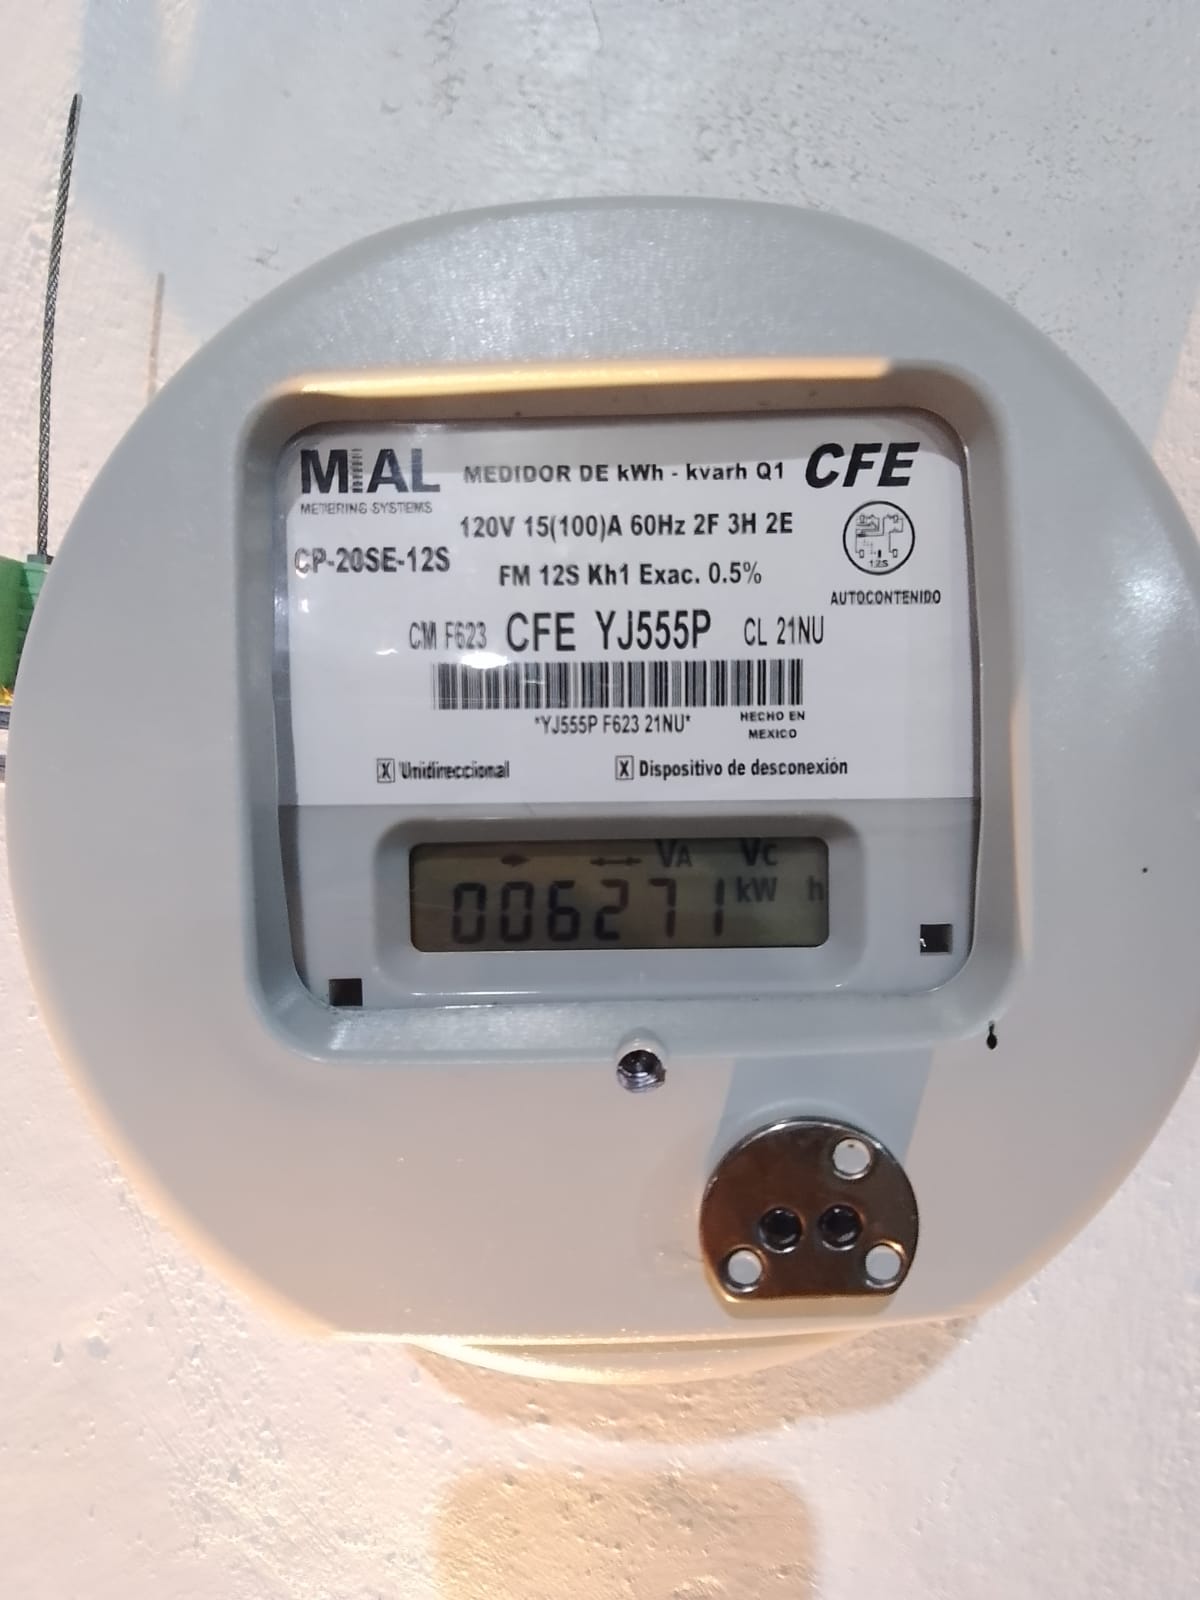 MIAL
METERING SYSTEMS
MEDIDOR DE kWh - kvarh Q1
CFE
120V 15(100)A 60Hz 2F 3H 2E
CP-20SE-12S
FM 12S Kh1 Exac. 0.5%
12S
AUTOCONTENIDO
CM F623 CFE YJ555P CL 21NU
*YJ555P F623 21NU*
HECHO EN
MEXICO
X Unidireccional
X Dispositivo de desconexión
VA VC
006271 kW h